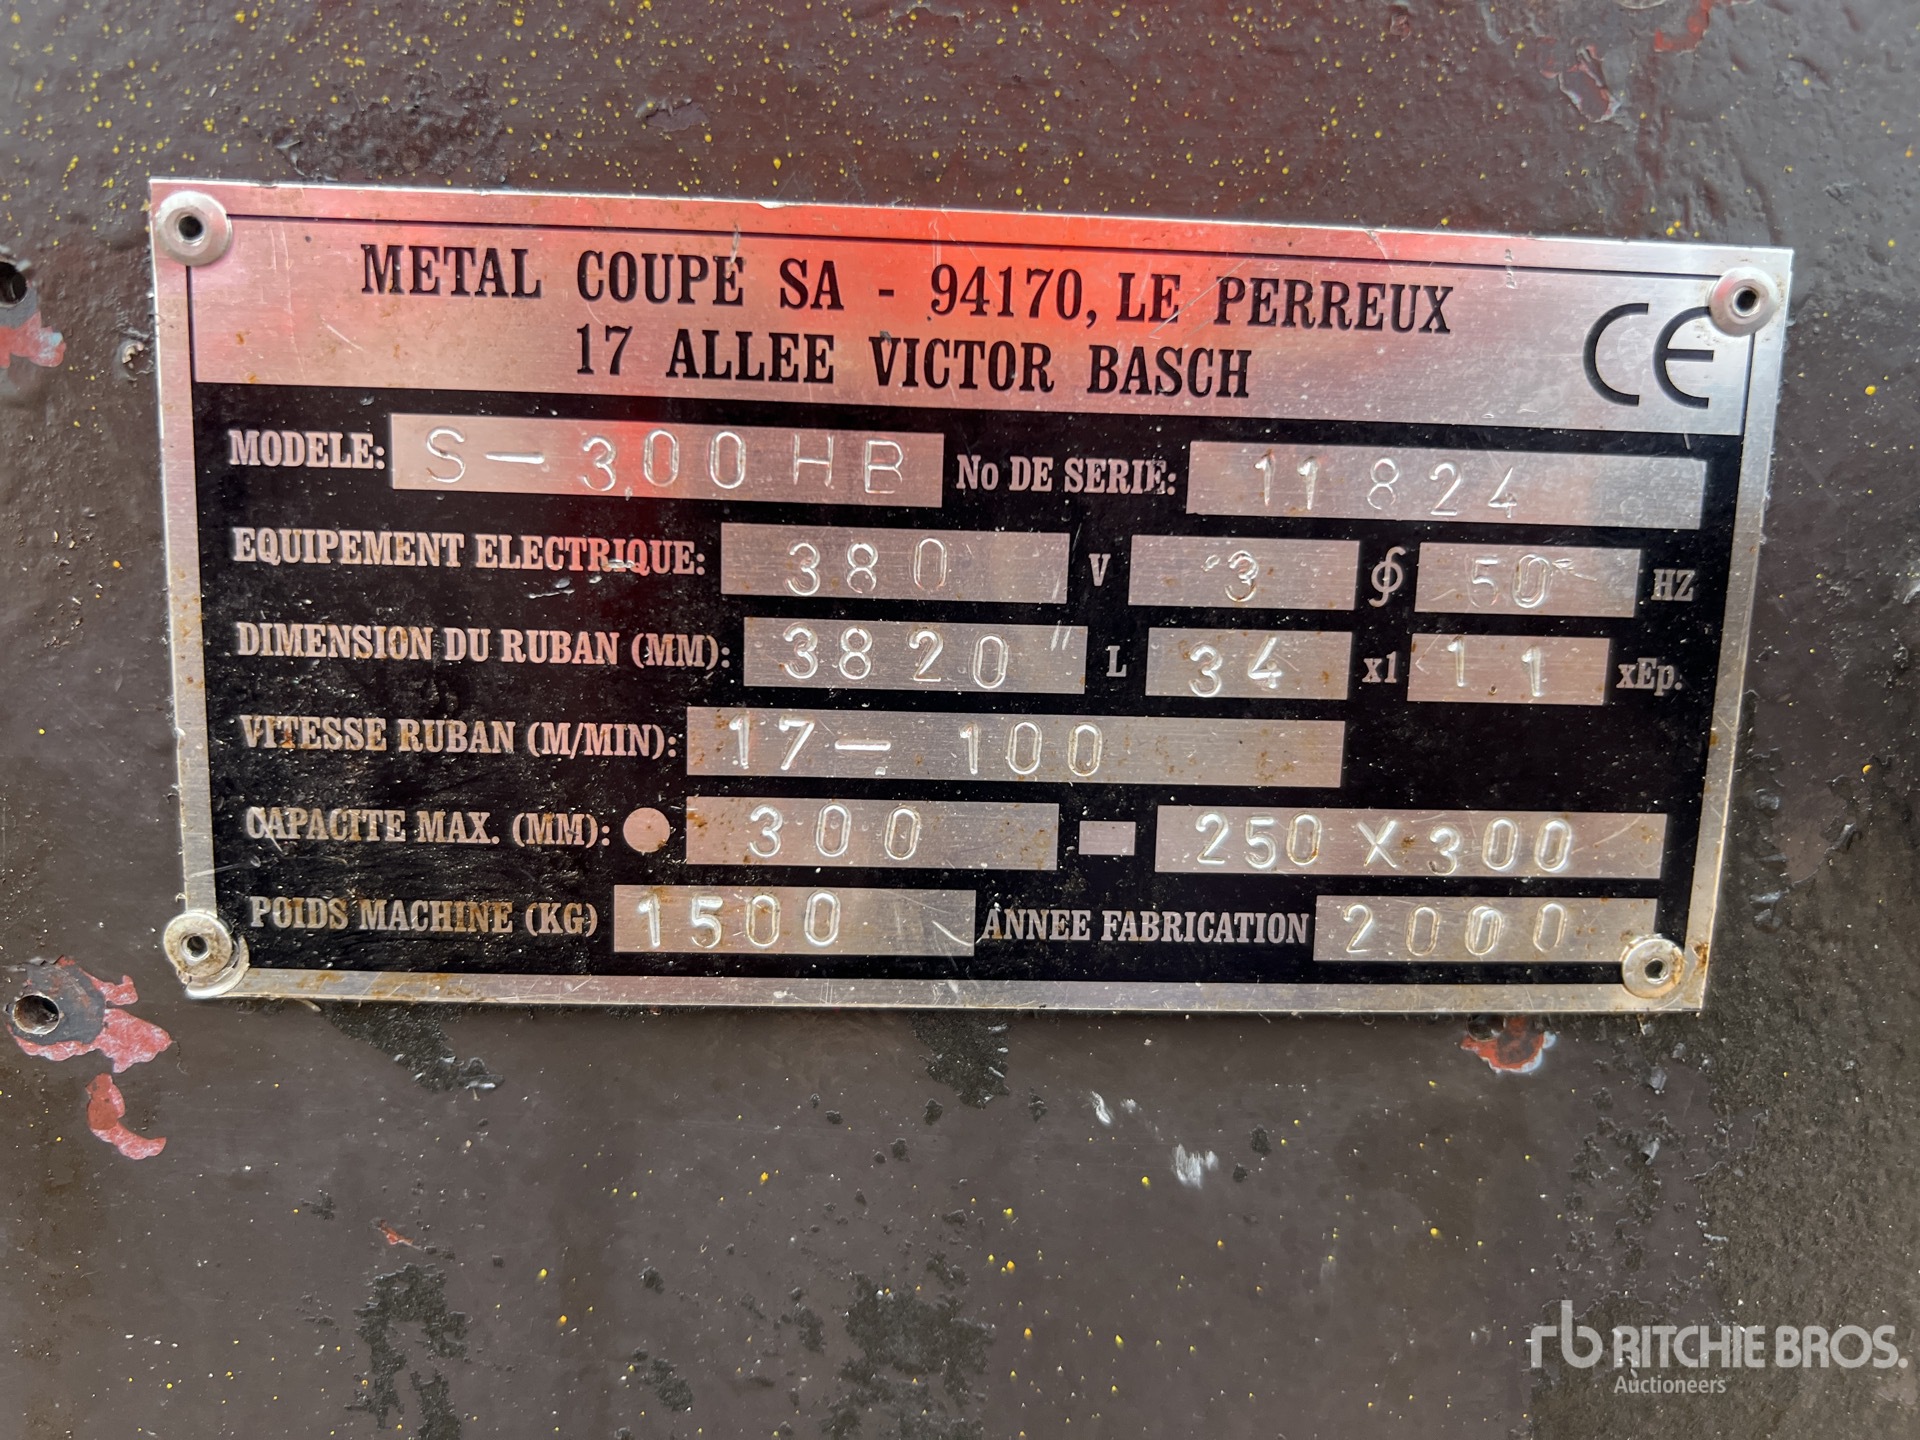 METAL COUPE SA - 94170, LE PERREUX
17 ALLEE VICTOR BASCH
CE
MODELE: S-300HB No DE SERIE: 11824
EQUIPEMENT ELECTRIQUE: 380 V 3 ∮ 50 HZ
DIMENSION DU RUBAN (MM): 3820 L 34 x1 1 1 xEp.
VITESSE RUBAN (M/MIN): 17-100
CAPACITE MAX. (MM): 300 250 X 300
POIDS MACHINE (KG) 1500 ANNEE FABRICATION 2000
rb RITCHIE BROS.
Auctioneers